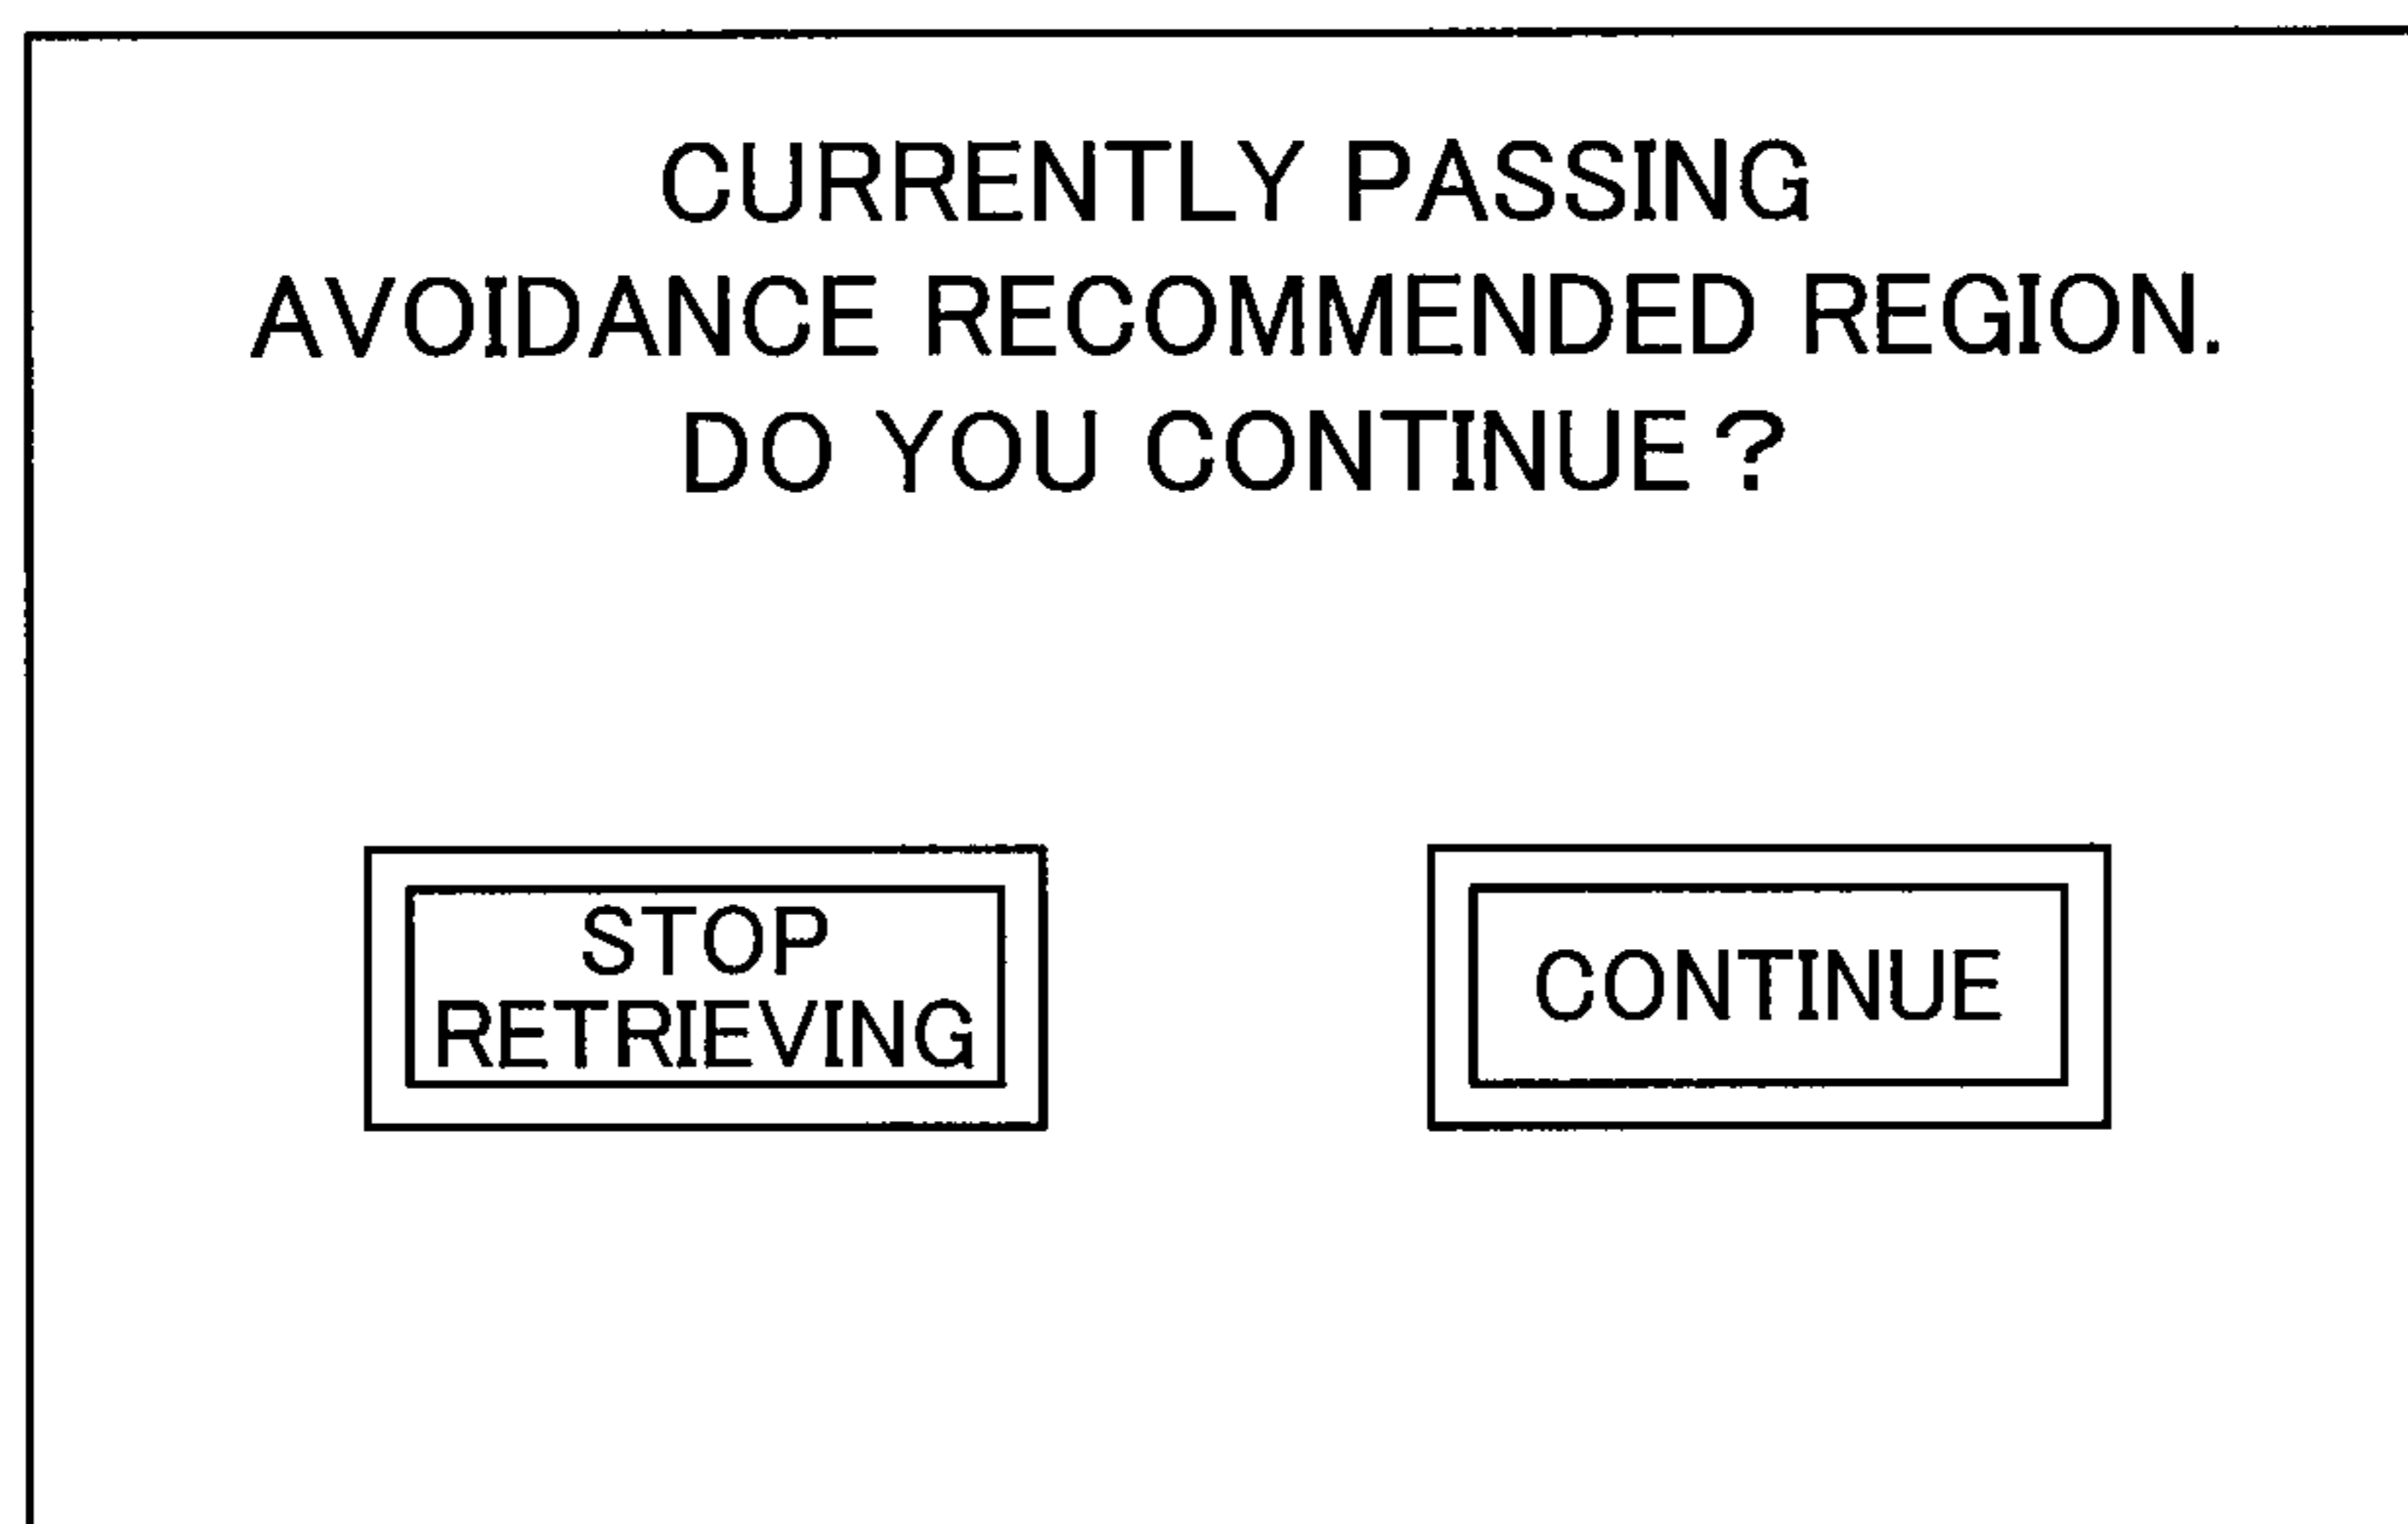 CURRENTLY PASSING
AVOIDANCE RECOMMENDED REGION.
DO YOU CONTINUE?
STOP
RETRIEVING
CONTINUE